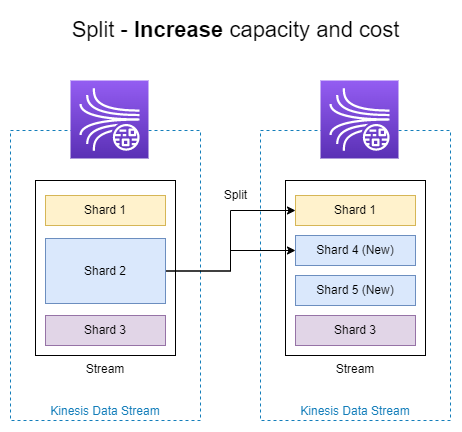 Split - Increase capacity and cost
Split
Shard 1
Shard 2
Shard 3
Stream
Kinesis Data Stream
Shard 1
Shard 4 (New)
Shard 5 (New)
Shard 3
Stream
Kinesis Data Stream